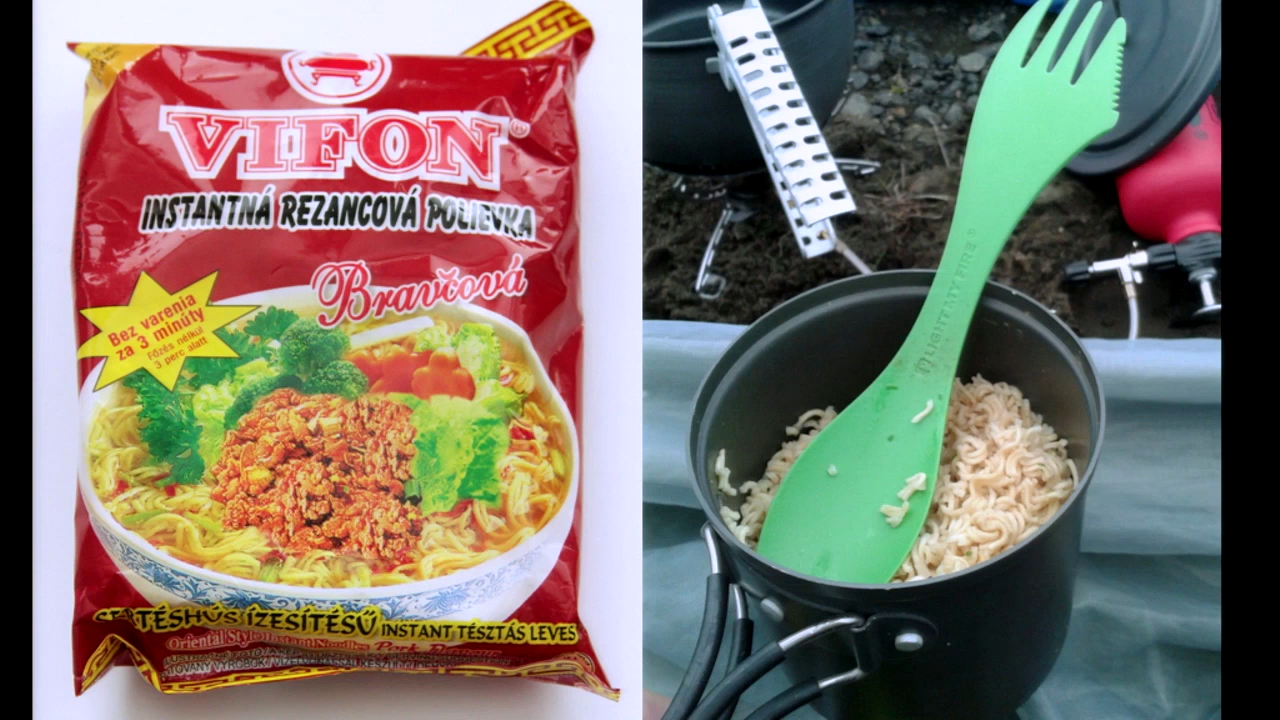 VIFON®
INSTANTNÁ REZANCOVÁ POLIEVKA
Bravčová
Bez varenia
za 3 minúty
Főzés nélkül
3 perc alatt
ÍZESÍTÉSŰ INSTANT TÉSZTÁS LEVES
Oriental Style Instant Noodles Pork Flavour
LIGHT MY FIRE